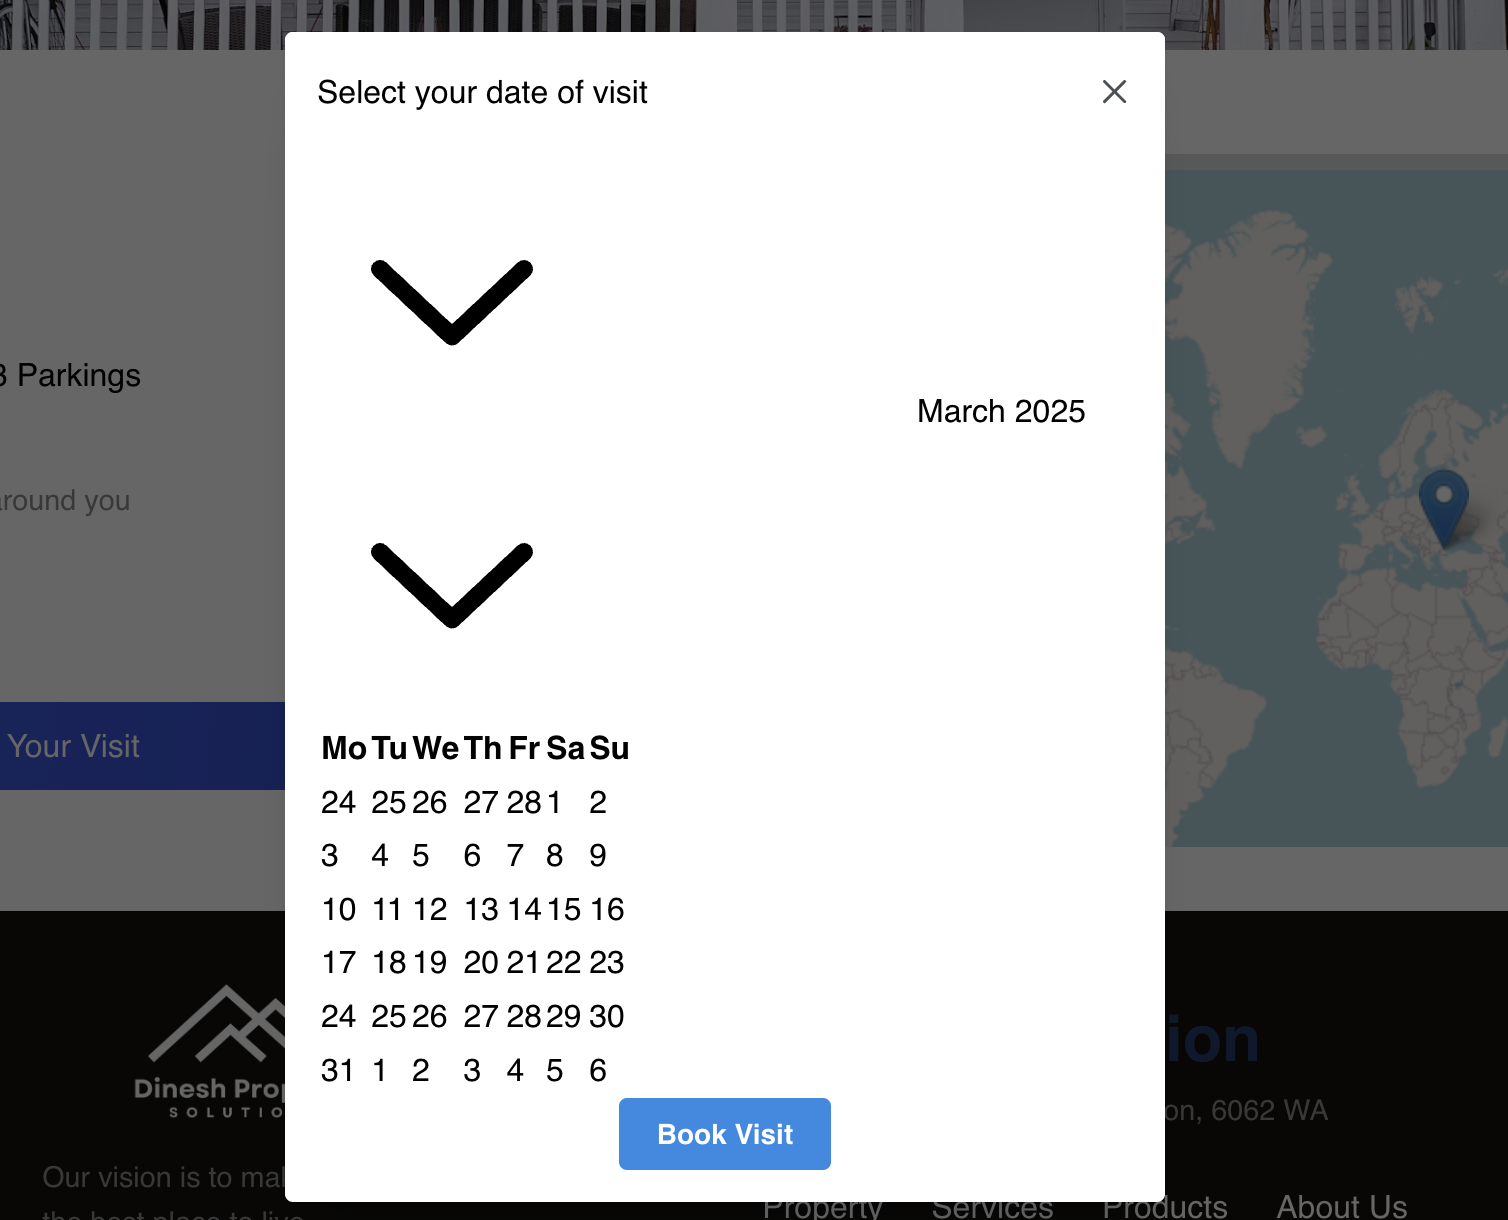 Select your date of visit
3 Parkings
March 2025
around you
Your Visit
Mo Tu We Th Fr Sa Su
24 25 26 27 28 1 2
3 4 5 6 7 8 9
10 11 12 13 14 15 16
17 18 19 20 21 22 23
24 25 26 27 28 29 30
31 1 2 3 4 5 6
Book Visit
Dinesh Prop
SOLUTIO
ion
on, 6062 WA
Our vision is to mal
the best place to live
Property Services Products About Us